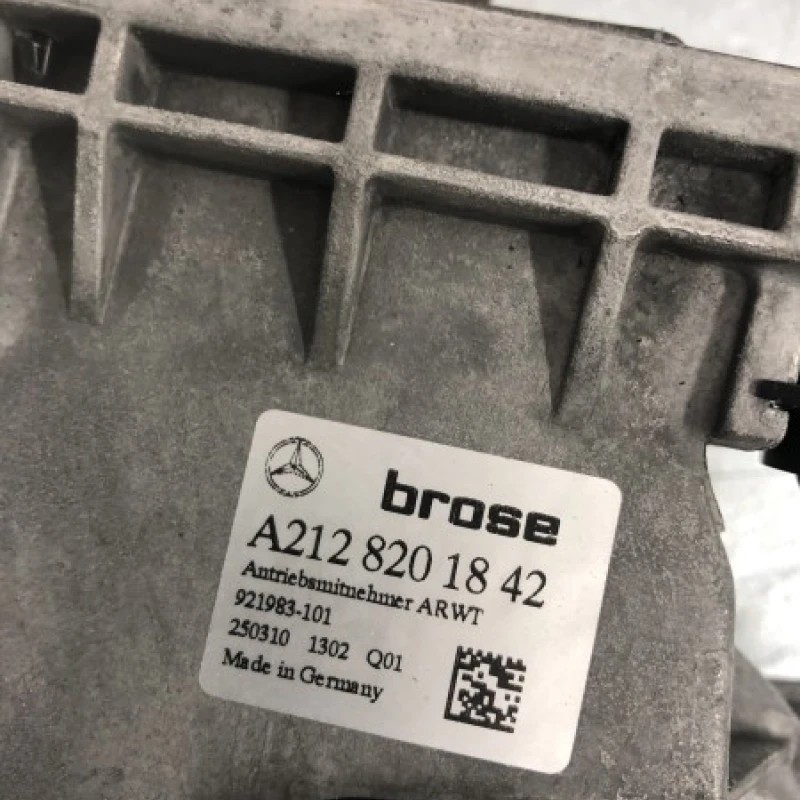 brose
A212 820 18 42
Antriebsmitnehmer ARWT
921983-101
250310 1302 Q01
Made in Germany